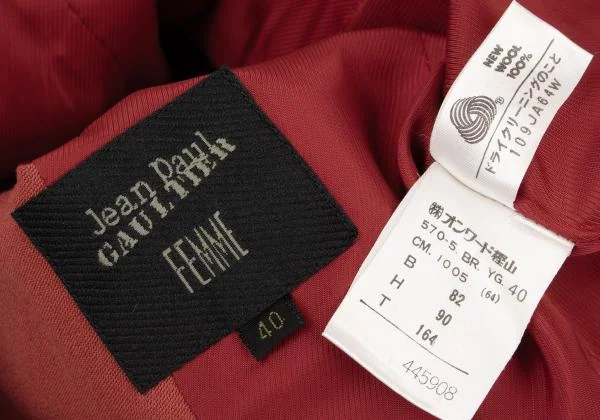 Jean Paul
GAULTIER
FEMME
40
NEW
WOOL
100%
ドライクリーニングのこと
109JA64W
㈱オンワード樫山
570-5. BR YG. 40
CM. 1005 (64)
B 82
H 90
T 164
445908